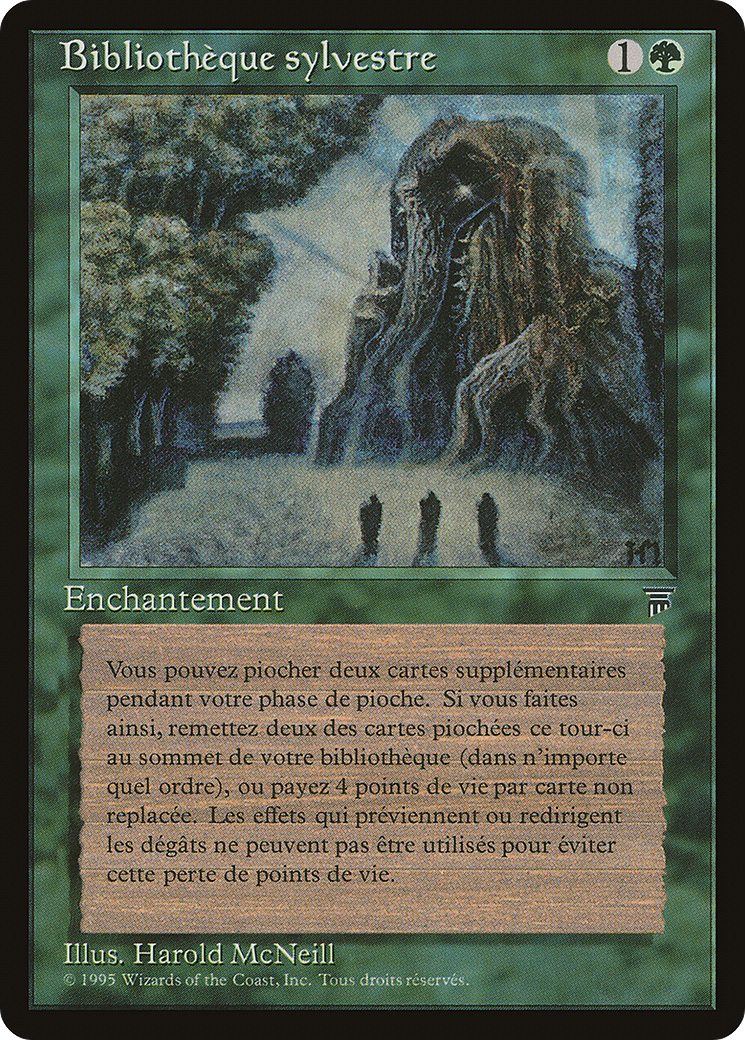 Bibliothèque sylvestre 1
HM
Enchantement
Vous pouvez piocher deux cartes supplémentaires
pendant votre phase de pioche. Si vous faites
ainsi, remettez deux des cartes piochées ce tour-ci
au sommet de votre bibliothèque (dans n'importe
quel ordre), ou payez 4 points de vie par carte non
replacée. Les effets qui préviennent ou redirigent
les dégâts ne peuvent pas être utilisés pour éviter
cette perte de points de vie.
Illus. Harold McNeill
© 1995 Wizards of the Coast, Inc. Tous droits réservés.